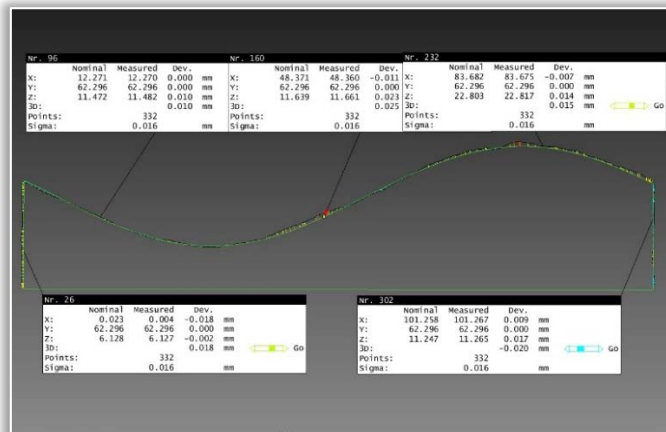 Nr. 96
Nominal Measured Dev.
X: 12.271 12.270 0.000 mm
Y: 62.296 62.296 0.000 mm
Z: 11.472 11.482 0.010 mm
3D: 0.010 mm
Points: 332
Sigma: 0.016 mm
Nr. 160
Nominal Measured Dev.
X: 48.371 48.360 -0.011
Y: 62.296 62.296 0.000
Z: 11.639 11.661 0.023
3D: 0.025
Points: 332
Sigma: 0.016
Nr. 232
Nominal Measured Dev.
X: 83.682 83.675 -0.007 mm
Y: 62.296 62.296 0.000 mm
Z: 22.803 22.817 0.014 mm
3D: 0.015 mm Go
Points: 332
Sigma: 0.016 mm
Nr. 26
Nominal Measured Dev.
X: 0.023 0.004 -0.018 mm
Y: 62.296 62.296 0.000 mm
Z: 6.128 6.127 -0.002 mm
3D: 0.018 mm Go
Points: 332
Sigma: 0.016 mm
Nr. 302
Nominal Measured Dev.
X: 101.258 101.267 0.009 mm
Y: 62.296 62.296 0.000 mm
Z: 11.247 11.265 0.017 mm
3D: -0.020 mm Go
Points: 332
Sigma: 0.016 mm